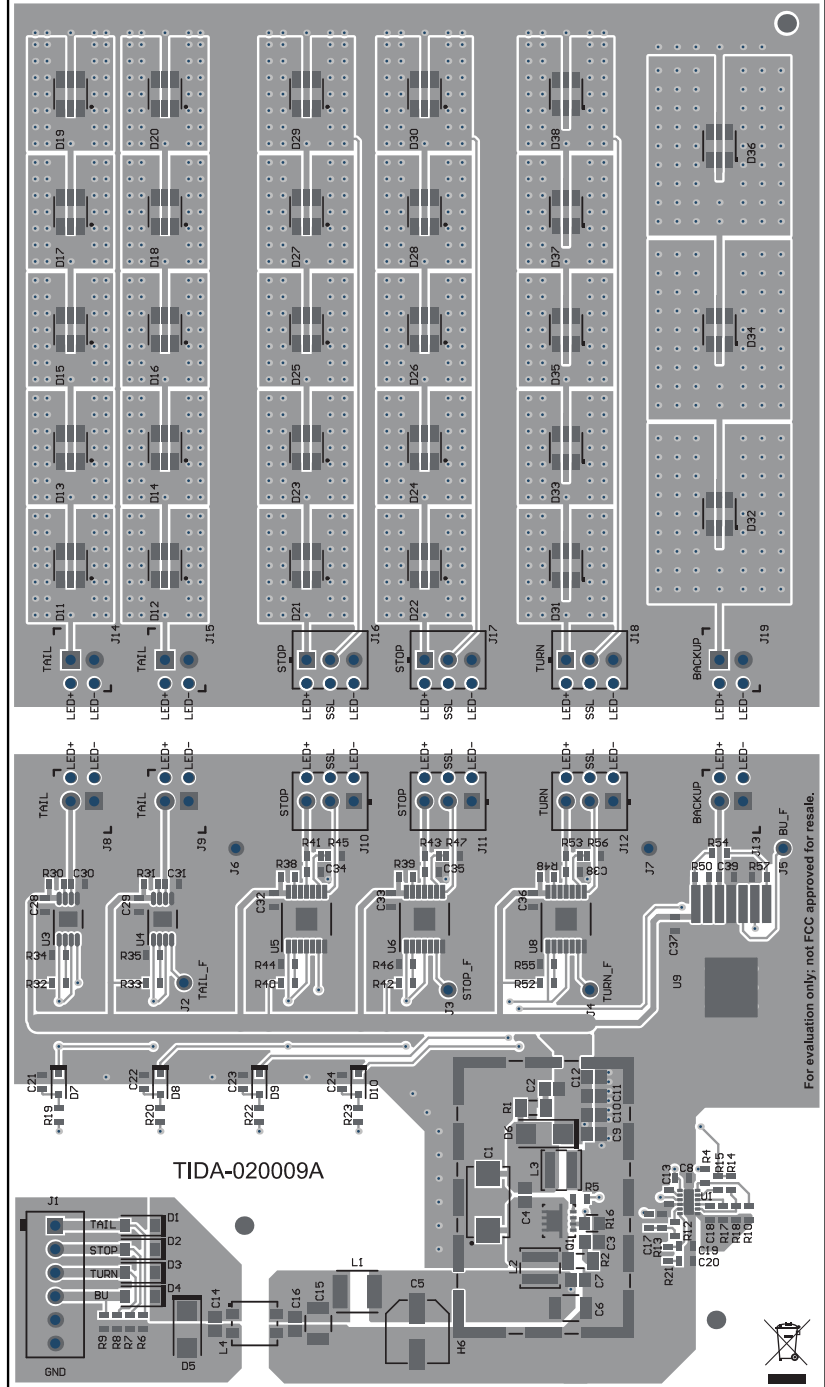 D19
D20
D29
D30
D38
D36
D17
D18
D27
D28
D37
D15
D16
D25
D26
D35
D34
D13
D14
D23
D24
D33
D32
D11
D12
D21
D22
D31
J14
J15
J16
J17
J18
J19
TAIL
TAIL
STOP
STOP
TURN
BACKUP
LED+
LED-
LED+
LED-
LED+
SSL
LED-
LED+
SSL
LED-
LED+
SSL
LED-
LED+
LED-
LED+
LED-
LED+
LED-
LED+
SSL
LED-
LED+
SSL
LED-
LED+
SSL
LED-
LED+
LED-
TAIL
TAIL
STOP
STOP
TURN
BACKUP
J8
J9
J6
J10
J11
J12
J7
J13
J5
BU_F
R41
R45
R43
R47
R53
R56
R54
R30
C30
R31
C31
R38
C34
R39
C35
R48
C38
R50
C39
R57
C28
C29
C32
C33
C36
C37
U3
U4
U5
U6
U8
U9
R34
R35
R44
R46
R55
R32
R33
R40
R42
R52
J2
TAIL_F
J3
STOP_F
J4
TURN_F
For evaluation only; not FCC approved for resale.
C21
D7
C22
D8
C23
D9
C24
D10
R19
R20
R22
R23
C2
C12
C11
C10
C9
R1
D6
C1
L3
C4
R5
R16
Q1
C3
L2
R2
C7
C6
TIDA-020009A
C13
C8
R4
R15
R14
U1
C17
R13
R12
C18
R17
R18
R10
R21
C19
C20
J1
TAIL
STOP
TURN
BU
D1
D2
D3
D4
R9
R8
R7
R6
GND
D5
C14
L4
C16
C15
L1
C5
H6